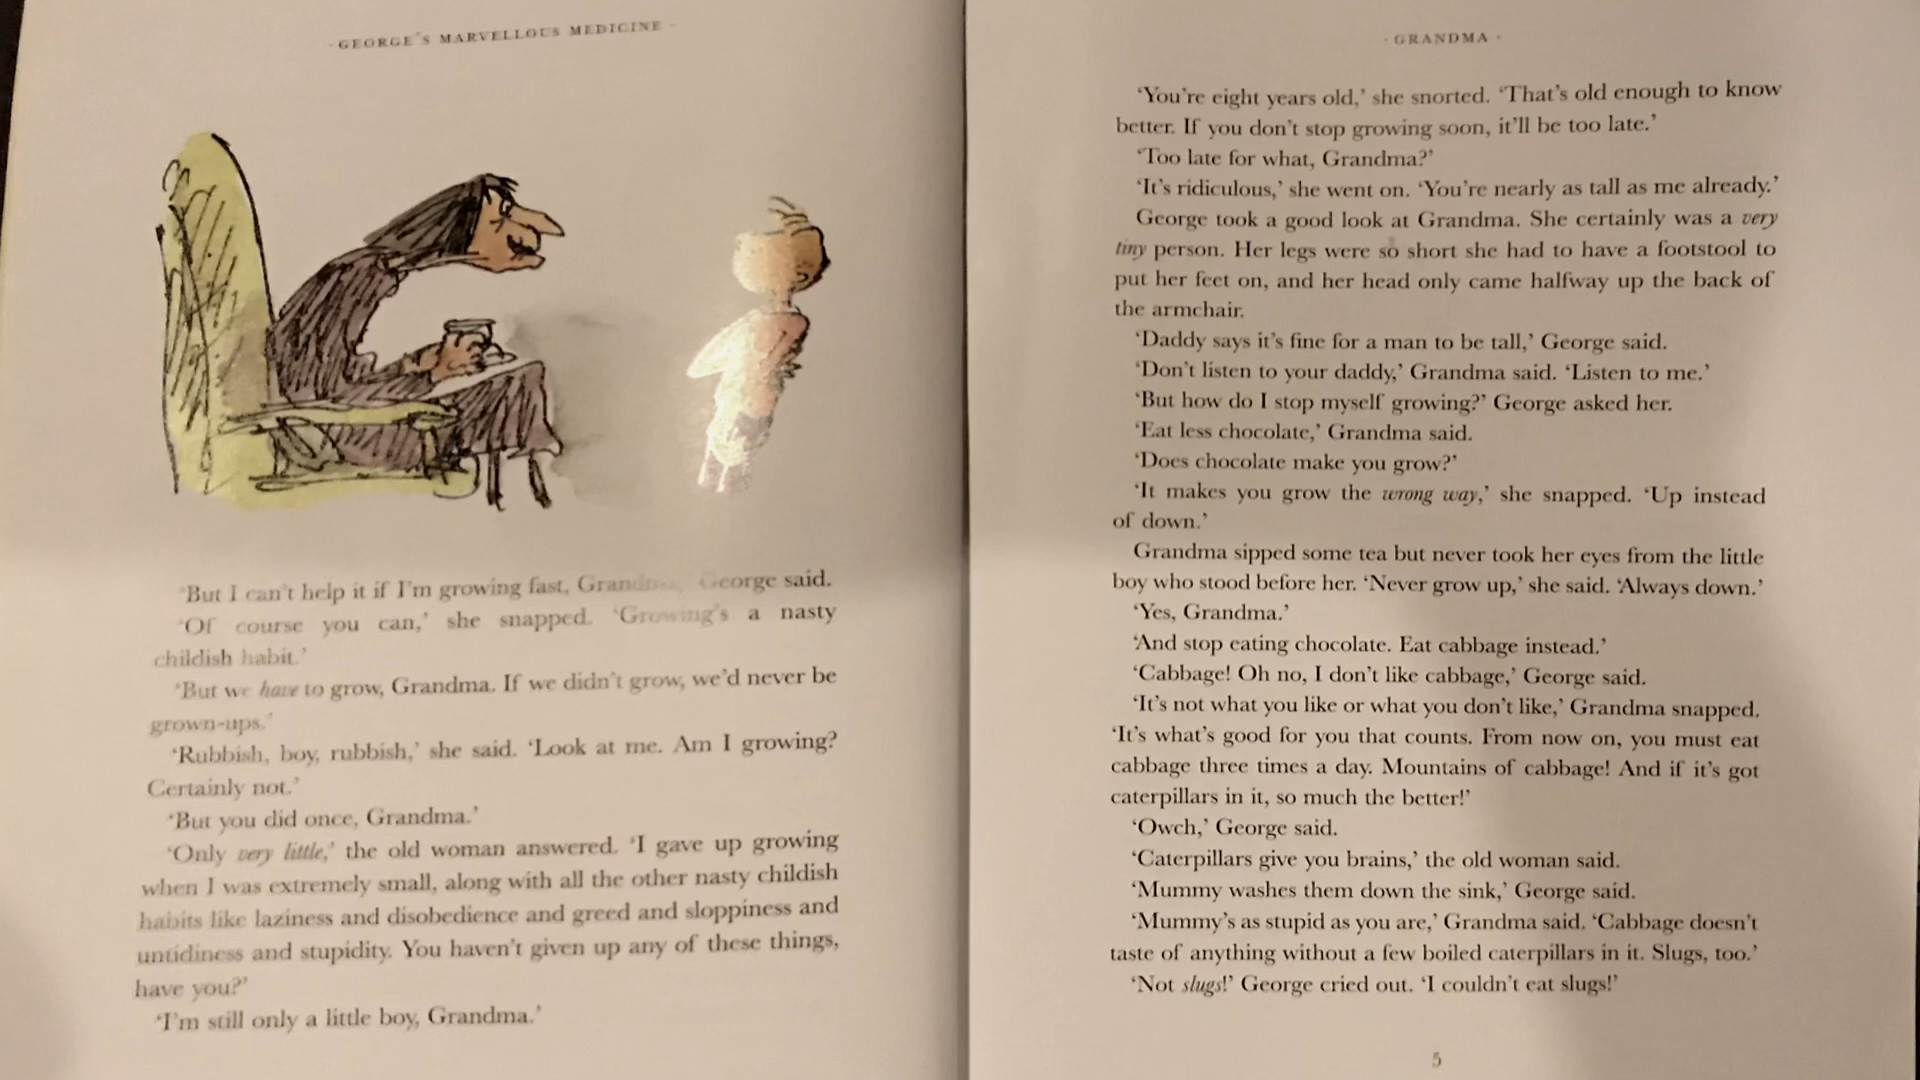 · GEORGE'S MARVELLOUS MEDICINE ·
'But I can't help it if I'm growing fast, Grandma,' George said.
'Of course you can,' she snapped. 'Growing's a nasty
childish habit.'
'But we have to grow, Grandma. If we didn't grow, we'd never be
grown-ups.'
'Rubbish, boy, rubbish,' she said. 'Look at me. Am I growing?
Certainly not.'
'But you did once, Grandma.'
'Only very little,' the old woman answered. 'I gave up growing
when I was extremely small, along with all the other nasty childish
habits like laziness and disobedience and greed and sloppiness and
untidiness and stupidity. You haven't given up any of these things,
have you?'
'I'm still only a little boy, Grandma.'
· GRANDMA ·
'You're eight years old,' she snorted. 'That's old enough to know
better. If you don't stop growing soon, it'll be too late.'
'Too late for what, Grandma?'
'It's ridiculous,' she went on. 'You're nearly as tall as me already.'
George took a good look at Grandma. She certainly was a very
tiny person. Her legs were so short she had to have a footstool to
put her feet on, and her head only came halfway up the back of
the armchair.
'Daddy says it's fine for a man to be tall,' George said.
'Don't listen to your daddy,' Grandma said. 'Listen to me.'
'But how do I stop myself growing?' George asked her.
'Eat less chocolate,' Grandma said.
'Does chocolate make you grow?'
'It makes you grow the wrong way,' she snapped. 'Up instead
of down.'
Grandma sipped some tea but never took her eyes from the little
boy who stood before her. 'Never grow up,' she said. 'Always down.'
'Yes, Grandma.'
'And stop eating chocolate. Eat cabbage instead.'
'Cabbage! Oh no, I don't like cabbage,' George said.
'It's not what you like or what you don't like,' Grandma snapped.
'It's what's good for you that counts. From now on, you must eat
cabbage three times a day. Mountains of cabbage! And if it's got
caterpillars in it, so much the better!'
'Owch,' George said.
'Caterpillars give you brains,' the old woman said.
'Mummy washes them down the sink,' George said.
'Mummy's as stupid as you are,' Grandma said. 'Cabbage doesn't
taste of anything without a few boiled caterpillars in it. Slugs, too.'
'Not slugs!' George cried out. 'I couldn't eat slugs!'
5